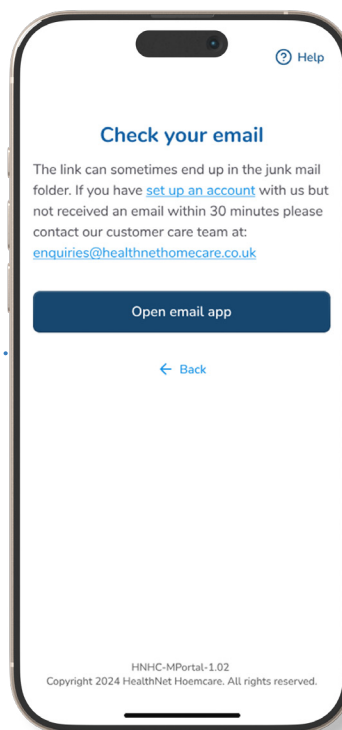 Help
Check your email
The link can sometimes end up in the junk mail
folder. If you have set up an account with us but
not received an email within 30 minutes please
contact our customer care team at:
enquiries@healthnethomecare.co.uk
Open email app
Back
HNHC-MPortal-1.02
Copyright 2024 HealthNet Hoemcare. All rights reserved.